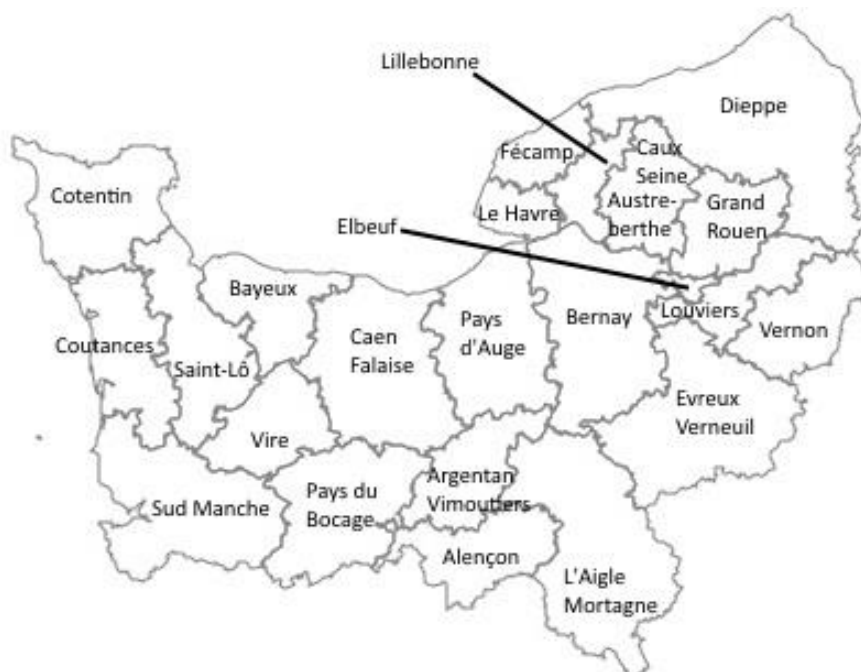 Lillebonne
Dieppe
Fécamp
Caux
Seine
Austre-
berthe
Cotentin
Le Havre
Grand
Rouen
Elbeuf
Bayeux
Louviers
Coutances
Saint-Lô
Caen
Falaise
Pays
d'Auge
Bernay
Vernon
Evreux
Verneuil
Vire
Sud Manche
Pays du
Bocage
Argentan
Vimoutiers
Alençon
L'Aigle
Mortagne